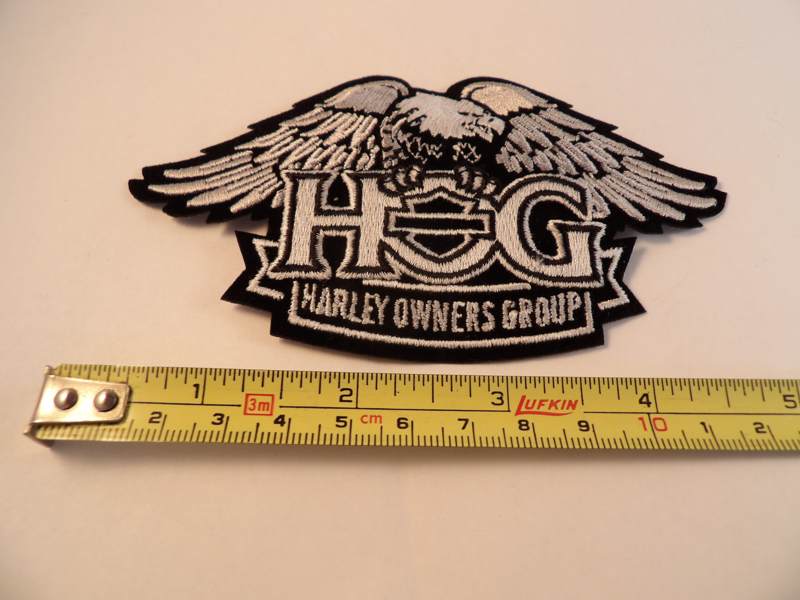 HOG
HARLEY OWNERS GROUP
1 3m 2 3 LUFKIN 4 5
2 3 4 5 cm 6 7 8 9 10 1 2